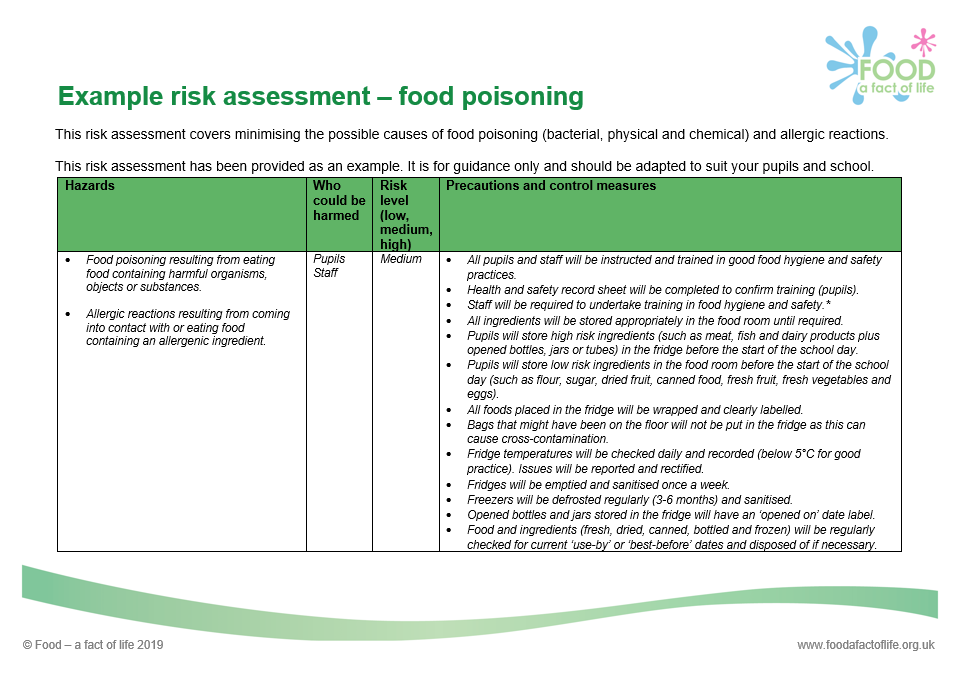 FOOD
a fact of life
Example risk assessment – food poisoning
This risk assessment covers minimising the possible causes of food poisoning (bacterial, physical and chemical) and allergic reactions.
This risk assessment has been provided as an example. It is for guidance only and should be adapted to suit your pupils and school.
Hazards
Who
could be
harmed
Risk
level
(low,
medium,
high)
Precautions and control measures
• Food poisoning resulting from eating
food containing harmful organisms,
objects or substances.
• Allergic reactions resulting from coming
into contact with or eating food
containing an allergenic ingredient.
Pupils
Staff
Medium
• All pupils and staff will be instructed and trained in good food hygiene and safety
practices.
• Health and safety record sheet will be completed to confirm training (pupils).
• Staff will be required to undertake training in food hygiene and safety.*
• All ingredients will be stored appropriately in the food room until required.
• Pupils will store high risk ingredients (such as meat, fish and dairy products plus
opened bottles, jars or tubes) in the fridge before the start of the school day.
• Pupils will store low risk ingredients in the food room before the start of the school
day (such as flour, sugar, dried fruit, canned food, fresh fruit, fresh vegetables and
eggs).
• All foods placed in the fridge will be wrapped and clearly labelled.
• Bags that might have been on the floor will not be put in the fridge as this can
cause cross-contamination.
• Fridge temperatures will be checked daily and recorded (below 5°C for good
practice). Issues will be reported and rectified.
• Fridges will be emptied and sanitised once a week.
• Freezers will be defrosted regularly (3-6 months) and sanitised.
• Opened bottles and jars stored in the fridge will have an ‘opened on’ date label.
• Food and ingredients (fresh, dried, canned, bottled and frozen) will be regularly
checked for current ‘use-by’ or ‘best-before’ dates and disposed of if necessary.
© Food – a fact of life 2019
www.foodafactoflife.org.uk